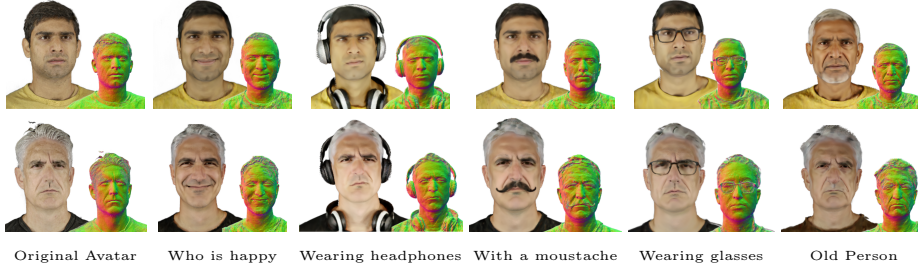 Original Avatar Who is happy Wearing headphones With a moustache Wearing glasses Old Person